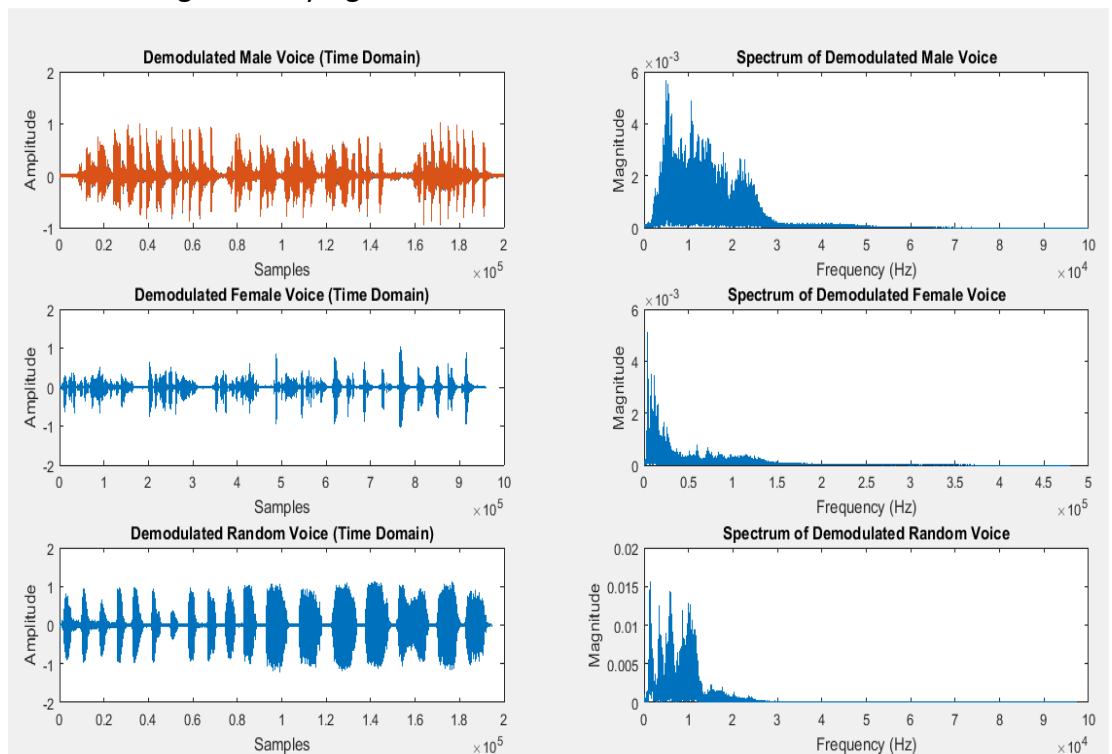 Demodulated Male Voice (Time Domain)
2
1
0
-1
Amplitude
0 0.2 0.4 0.6 0.8 1 1.2 1.4 1.6 1.8 2
Samples
×10^5
Spectrum of Demodulated Male Voice
×10^-3
6
4
2
0
Magnitude
0 1 2 3 4 5 6 7 8 9 10
Frequency (Hz)
×10^4
Demodulated Female Voice (Time Domain)
2
1
0
-1
-2
Amplitude
0 1 2 3 4 5 6 7 8 9 10
Samples
×10^5
Spectrum of Demodulated Female Voice
×10^-3
6
4
2
0
Magnitude
0 0.5 1 1.5 2 2.5 3 3.5 4 4.5 5
Frequency (Hz)
×10^5
Demodulated Random Voice (Time Domain)
2
1
0
-1
-2
Amplitude
0 0.2 0.4 0.6 0.8 1 1.2 1.4 1.6 1.8 2
Samples
×10^5
Spectrum of Demodulated Random Voice
0.02
0.015
0.01
0.005
0
Magnitude
0 1 2 3 4 5 6 7 8 9 10
Frequency (Hz)
×10^4